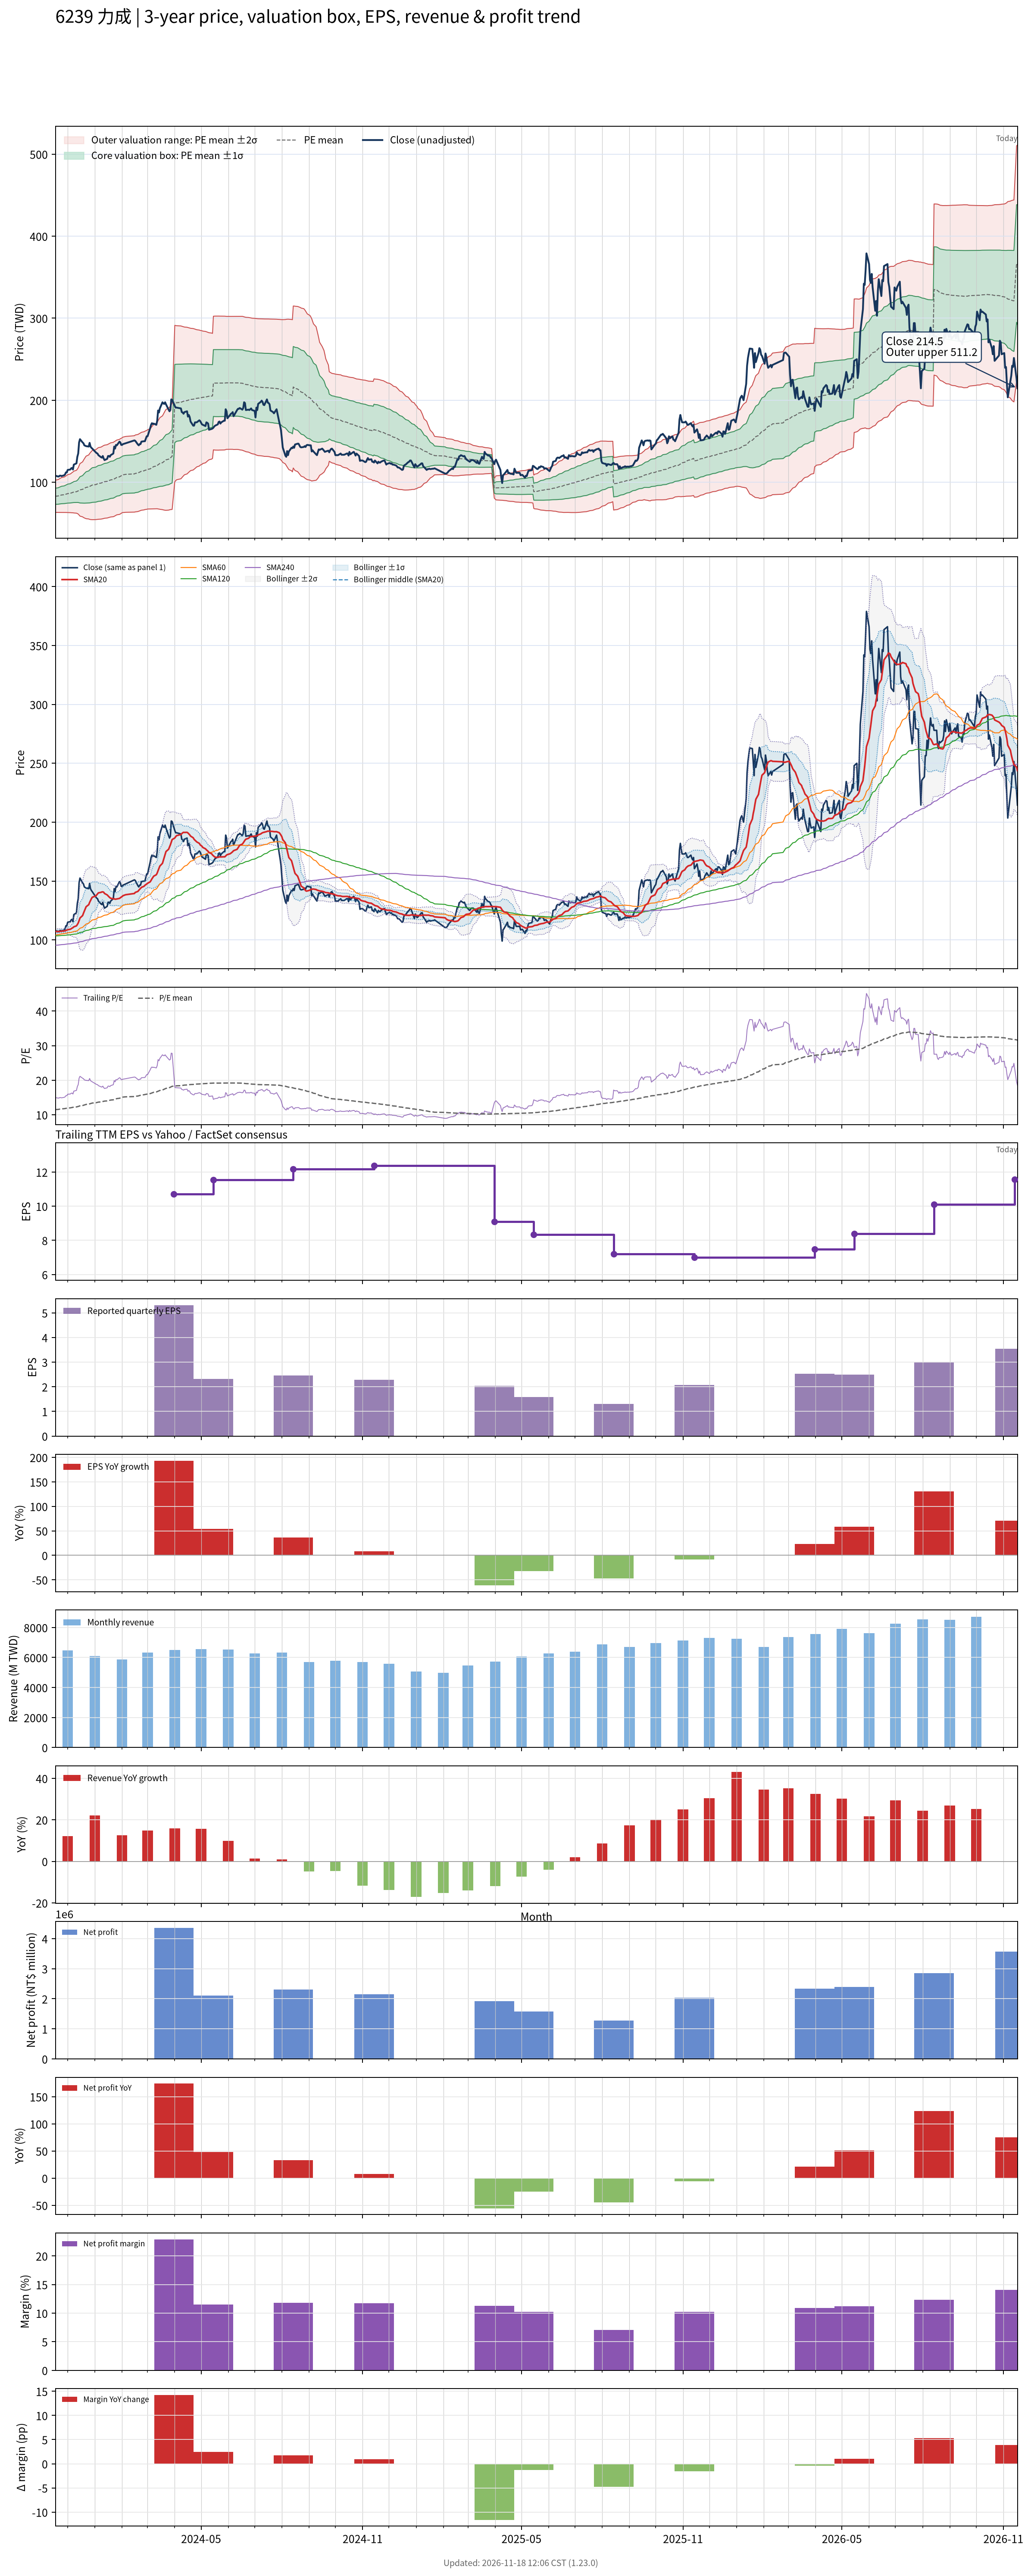 6239 力成 | 3-year price, valuation box, EPS, revenue & profit trend
Outer valuation range: PE mean ±2σ
Core valuation box: PE mean ±1σ
PE mean
Close (unadjusted)
Today
500
400
300
200
100
Price (TWD)
Close 214.5
Outer upper 511.2
Close (same as panel 1)
SMA20
SMA60
SMA120
SMA240
Bollinger ±2σ
Bollinger ±1σ
Bollinger middle (SMA20)
400
350
300
250
200
150
100
Price
Trailing P/E
P/E mean
40
30
20
10
P/E
Trailing TTM EPS vs Yahoo / FactSet consensus
Today
12
10
8
6
EPS
Reported quarterly EPS
5
4
3
2
1
0
EPS
EPS YoY growth
200
150
100
50
0
-50
YoY (%)
Monthly revenue
8000
6000
4000
2000
0
Revenue (M TWD)
Revenue YoY growth
40
20
0
-20
YoY (%)
Month
1e6
Net profit
4
3
2
1
0
Net profit (NT$ million)
Net profit YoY
150
100
50
0
-50
YoY (%)
Net profit margin
20
15
10
5
0
Margin (%)
Margin YoY change
15
10
5
0
-5
-10
Δ margin (pp)
2024-05
2024-11
2025-05
2025-11
2026-05
2026-11
Updated: 2026-11-18 12:06 CST (1.23.0)